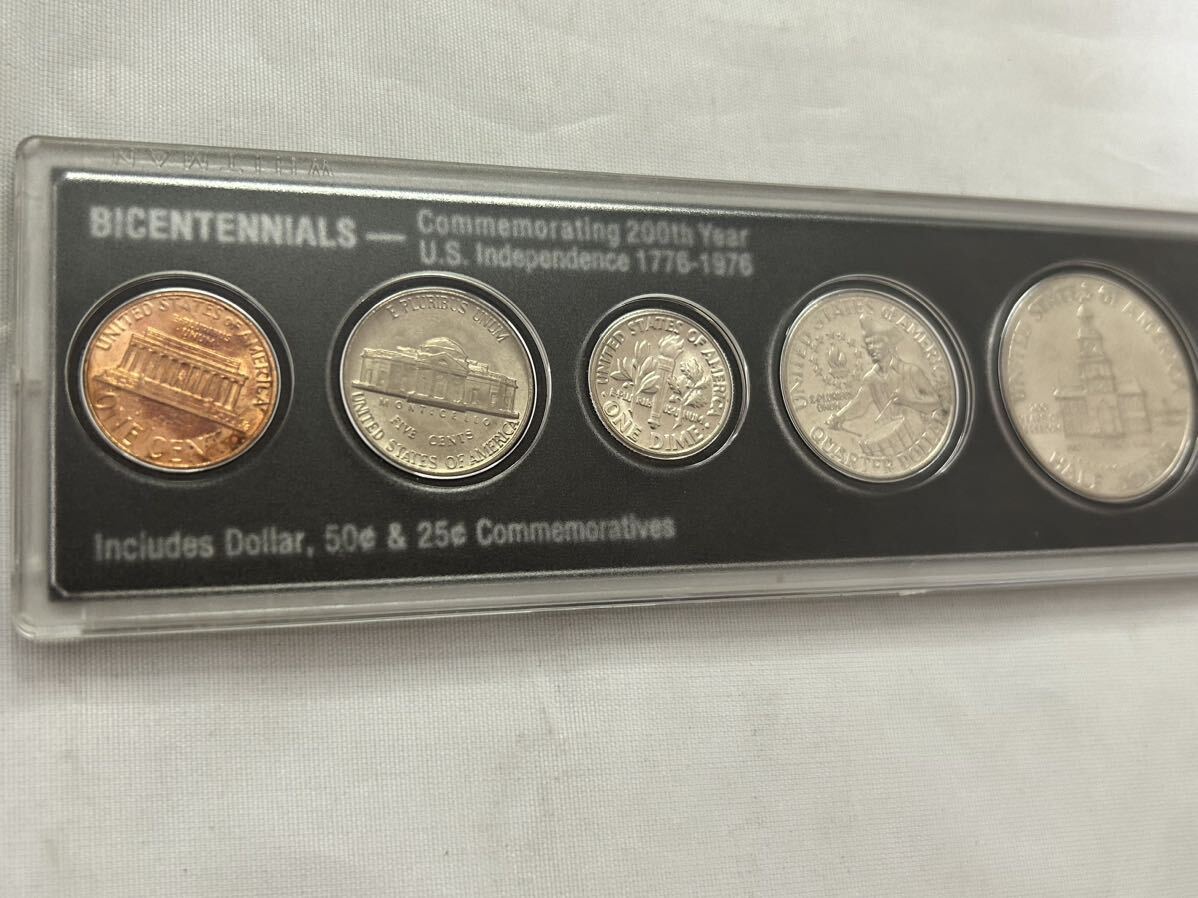 WHITMAN
BICENTENNIALS — Commemorating 200th Year
U.S. Independence 1776-1976
UNITED STATES OF AMERICA
ONE CENT
E PLURIBUS UNUM
MONTICELLO
FIVE CENTS
UNITED STATES OF AMERICA
UNITED STATES OF AMERICA
ONE DIME
UNITED STATES OF AMERICA
QUARTER DOLLAR
UNITED STATES OF AMERICA
HALF
Includes Dollar, 50¢ & 25¢ Commemoratives